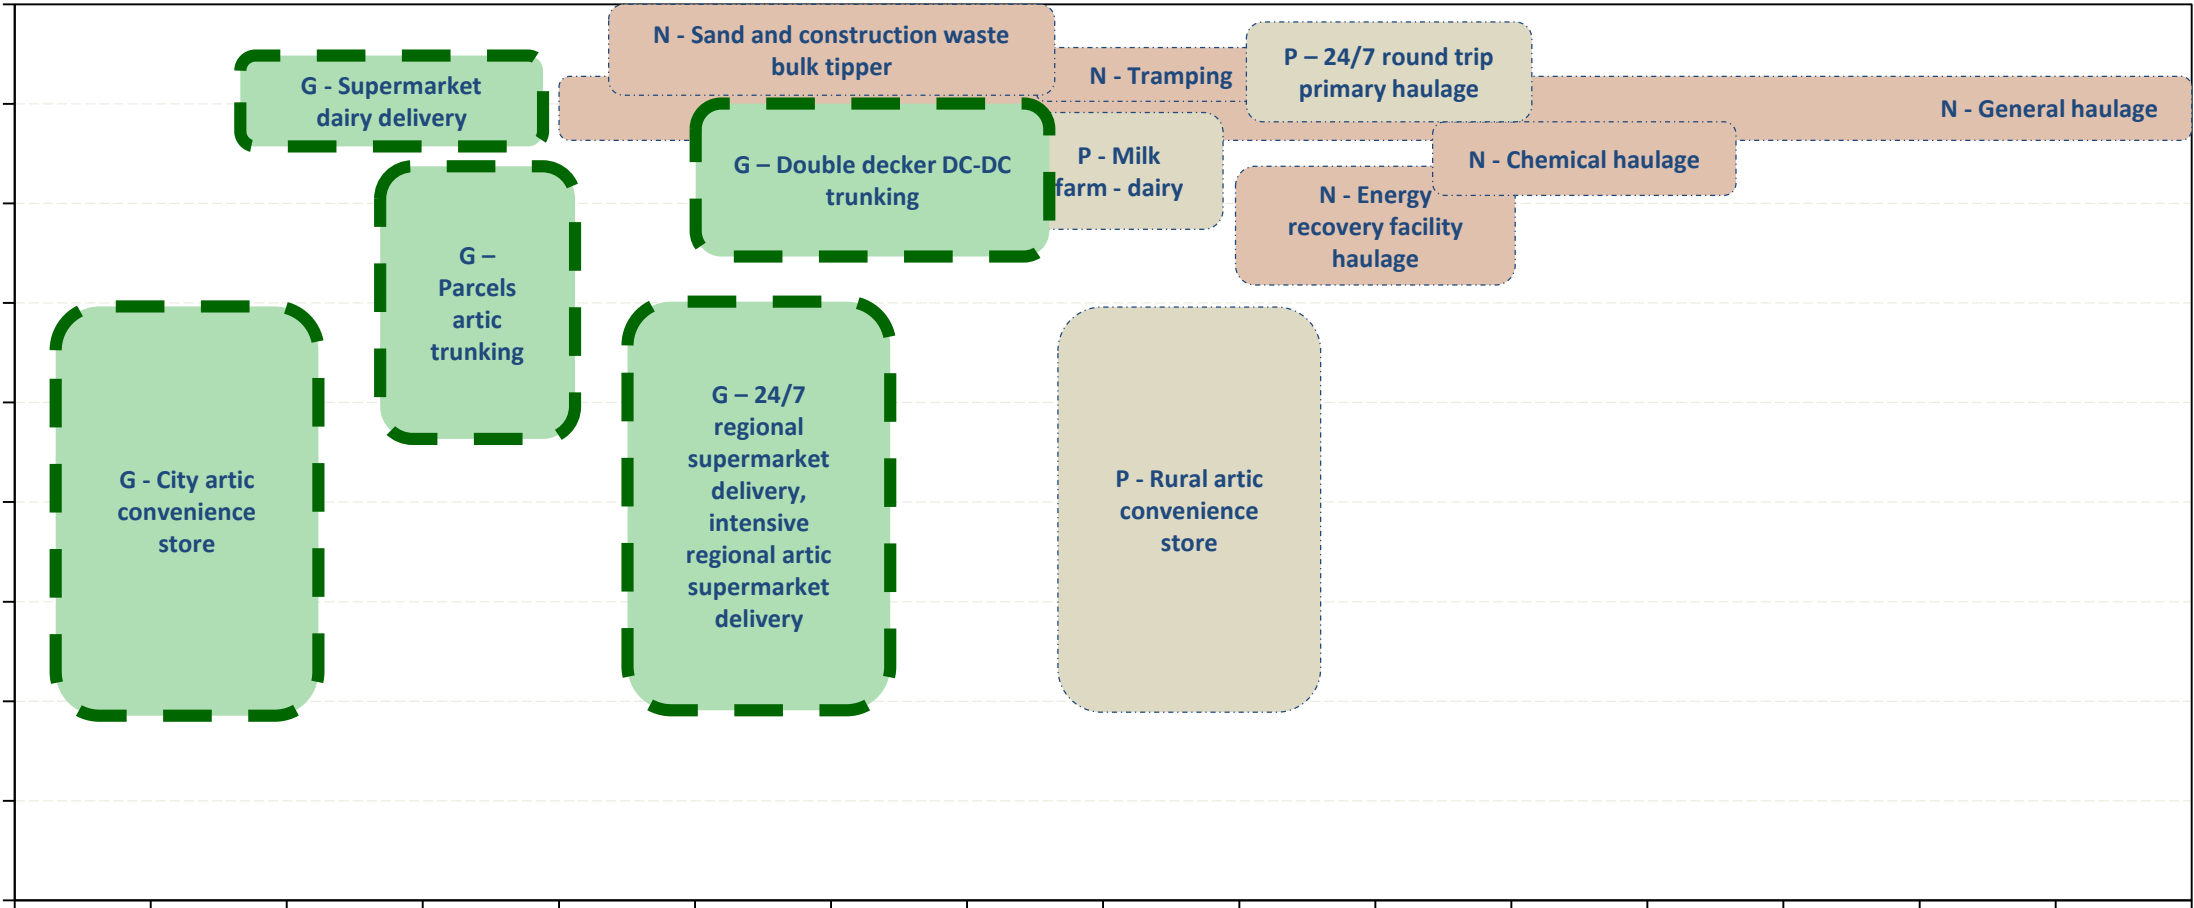 N - Sand and construction waste
bulk tipper
N - Tramping
P – 24/7 round trip
primary haulage
G - Supermarket
dairy delivery
N - General haulage
G – Double decker DC-DC
trunking
P - Milk
farm - dairy
N - Chemical haulage
N - Energy
recovery facility
haulage
G –
Parcels
artic
trunking
G - City artic
convenience
store
G – 24/7
regional
supermarket
delivery,
intensive
regional artic
supermarket
delivery
P - Rural artic
convenience
store